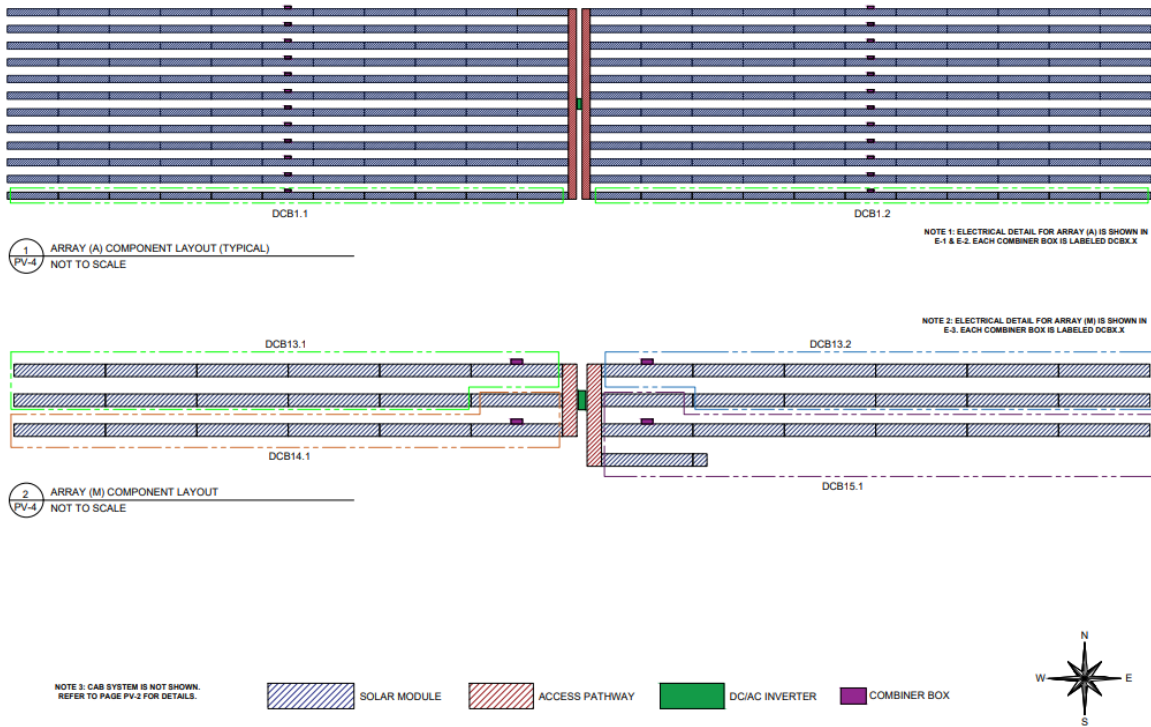 DCB1.1
DCB1.2
1
PV-4
ARRAY (A) COMPONENT LAYOUT (TYPICAL)
NOT TO SCALE
NOTE 1: ELECTRICAL DETAIL FOR ARRAY (A) IS SHOWN IN
E-1 & E-2. EACH COMBINER BOX IS LABELED DCBX.X
NOTE 2: ELECTRICAL DETAIL FOR ARRAY (M) IS SHOWN IN
E-3. EACH COMBINER BOX IS LABELED DCBX.X
DCB13.1
DCB13.2
DCB14.1
DCB15.1
2
PV-4
ARRAY (M) COMPONENT LAYOUT
NOT TO SCALE
NOTE 3: CAB SYSTEM IS NOT SHOWN.
REFER TO PAGE PV-2 FOR DETAILS.
SOLAR MODULE
ACCESS PATHWAY
DC/AC INVERTER
COMBINER BOX
N
W
E
S